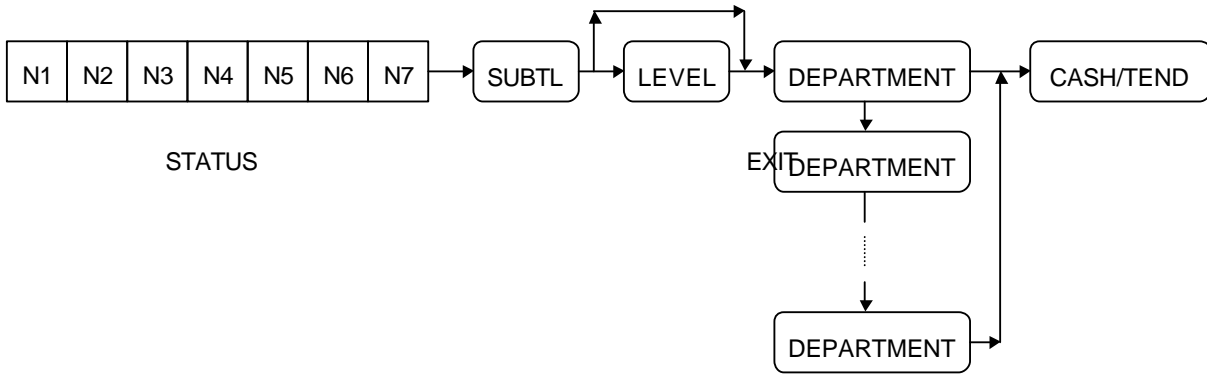 N1 N2 N3 N4 N5 N6 N7 SUBTL LEVEL DEPARTMENT CASH/TEND
STATUS EXIT DEPARTMENT
DEPARTMENT